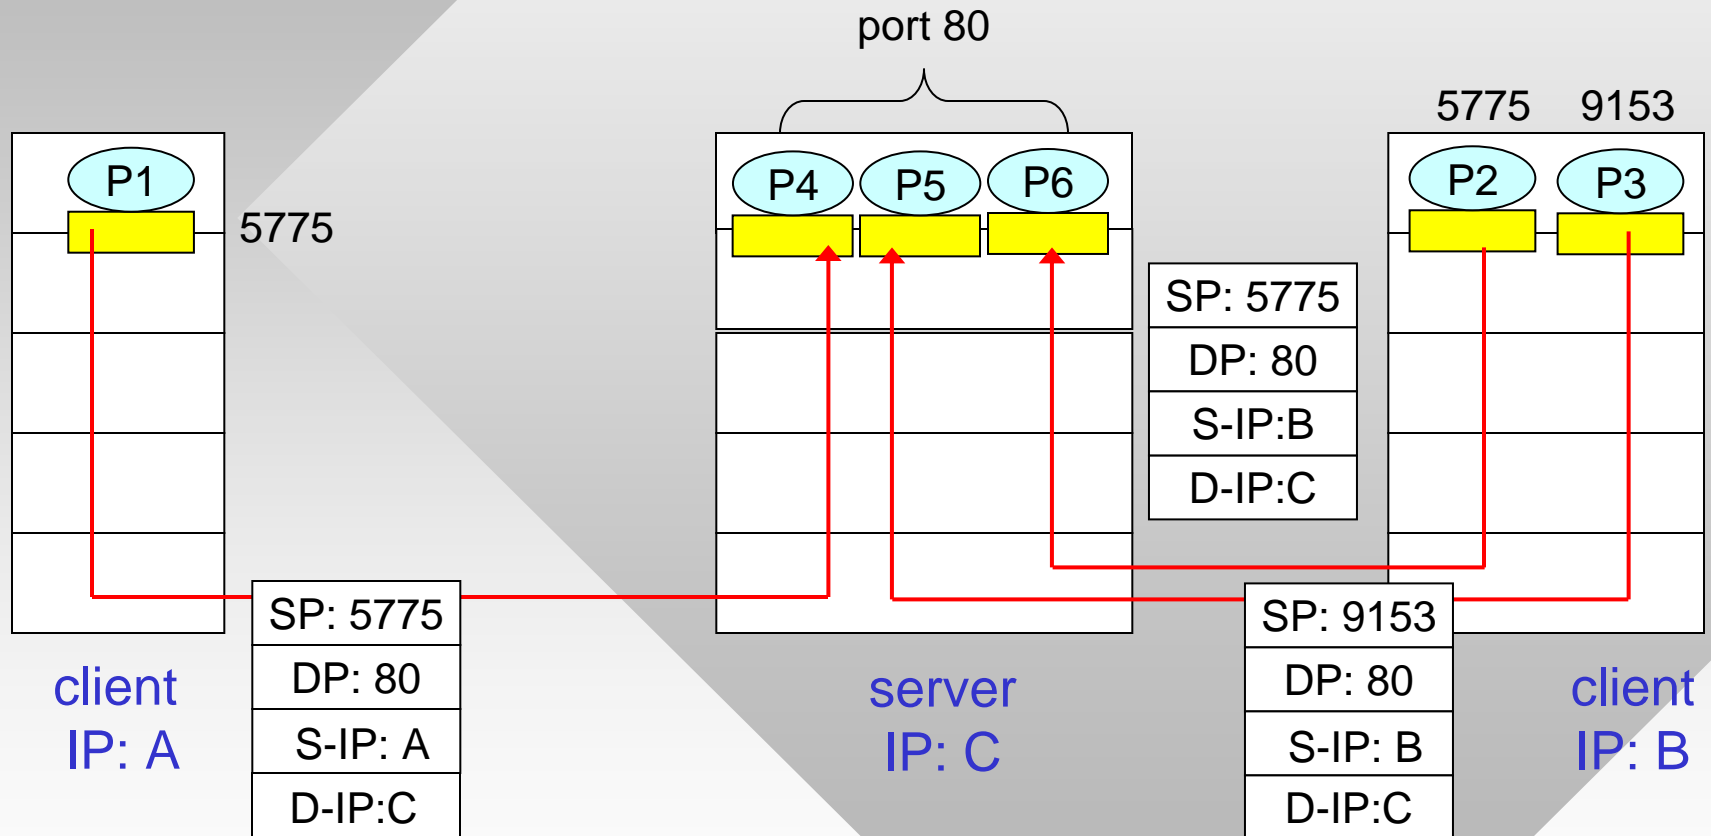 port 80
5775 9153
P1
P4 P5 P6
P2 P3
5775
SP: 5775
DP: 80
S-IP:B
D-IP:C
SP: 5775
DP: 80
S-IP: A
D-IP:C
SP: 9153
DP: 80
S-IP: B
D-IP:C
client
IP: A
server
IP: C
client
IP: B